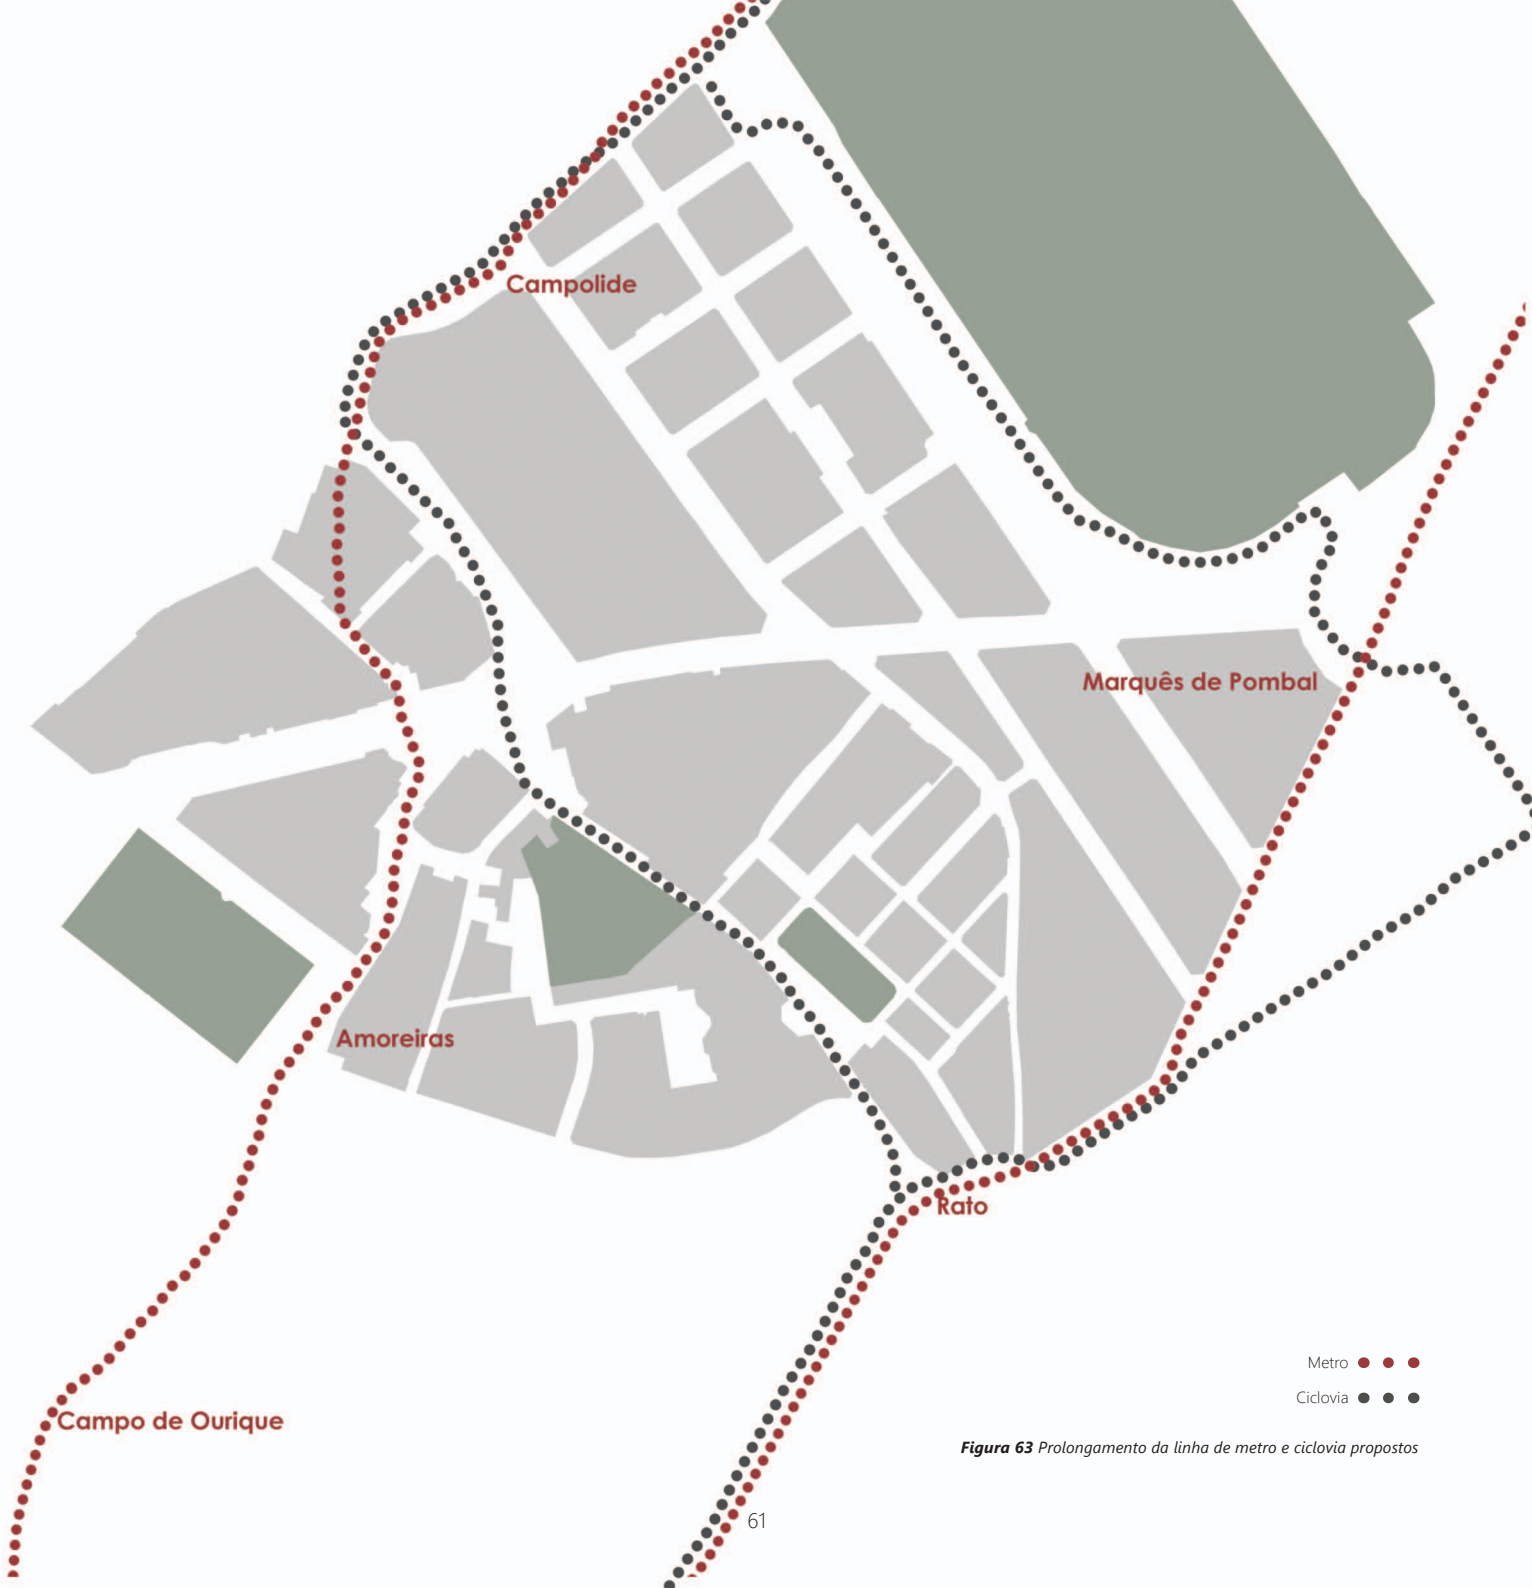 Campolide
Marquês de Pombal
Amoreiras
Rato
Campo de Ourique
Metro
Ciclovia
Figura 63 Prolongamento da linha de metro e ciclovia propostos
61